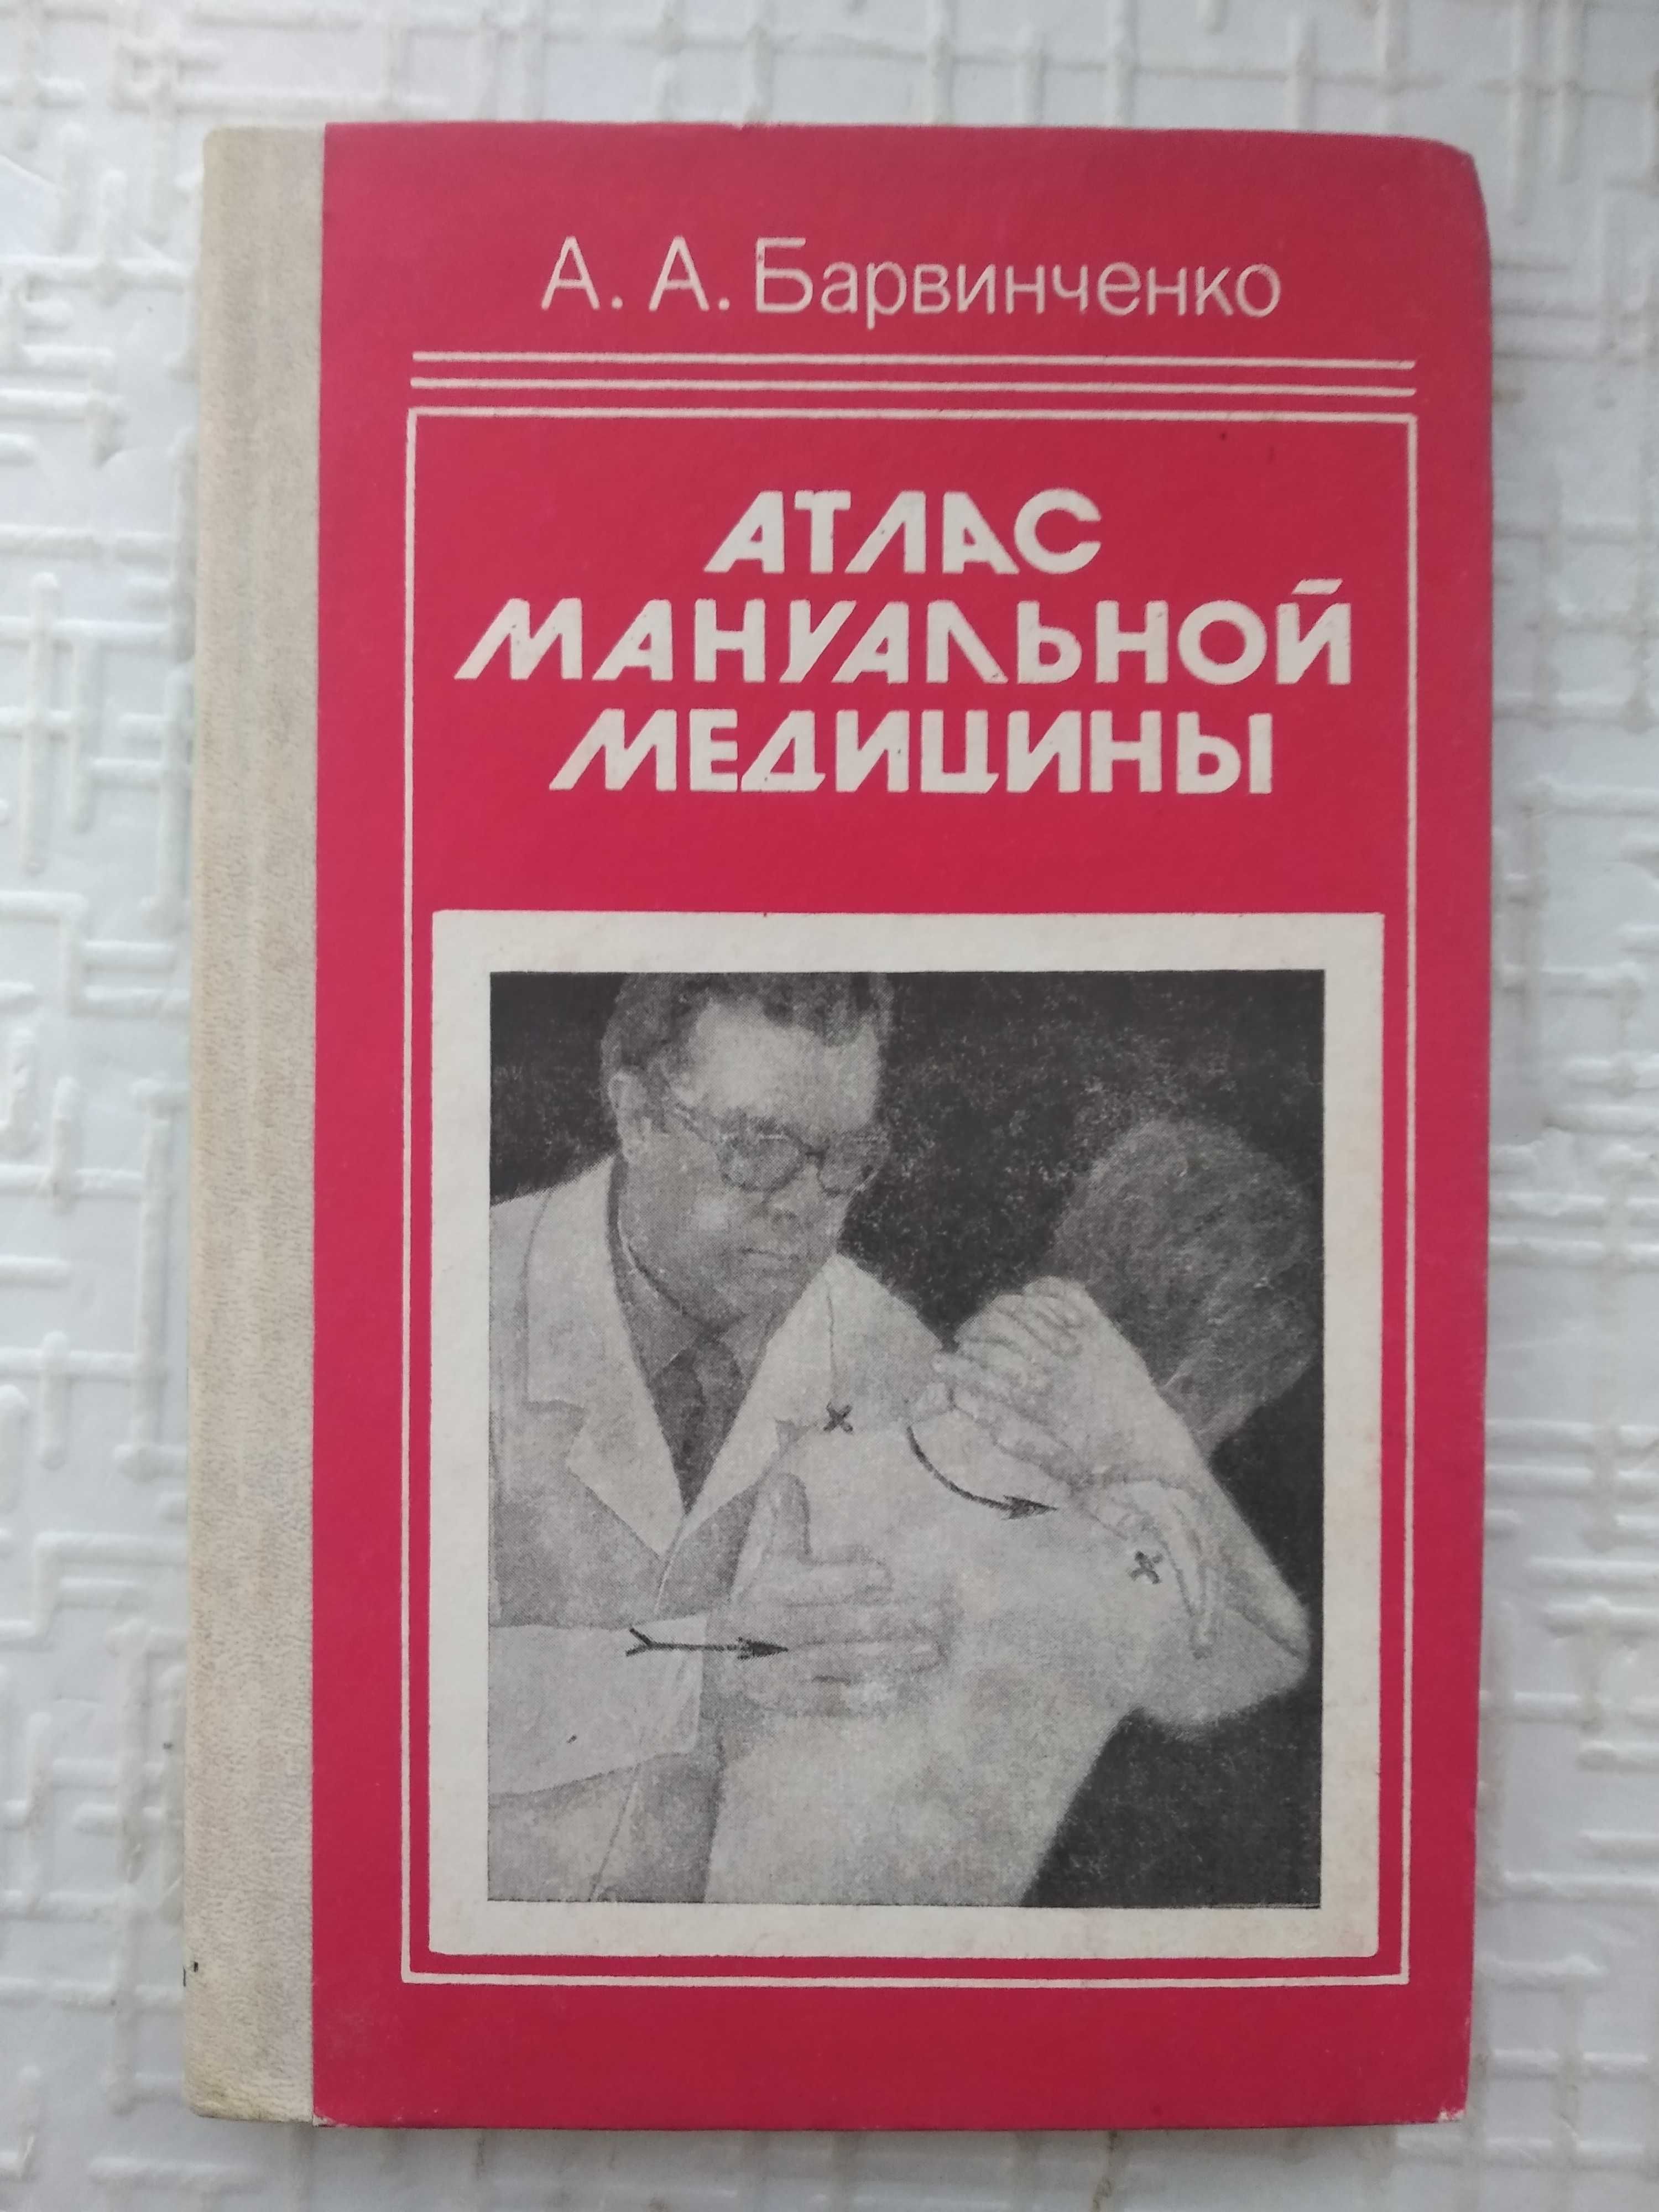 А. А. Барвинченко
АТЛАС
МАНУАЛЬНОЙ
МЕДИЦИНЫ